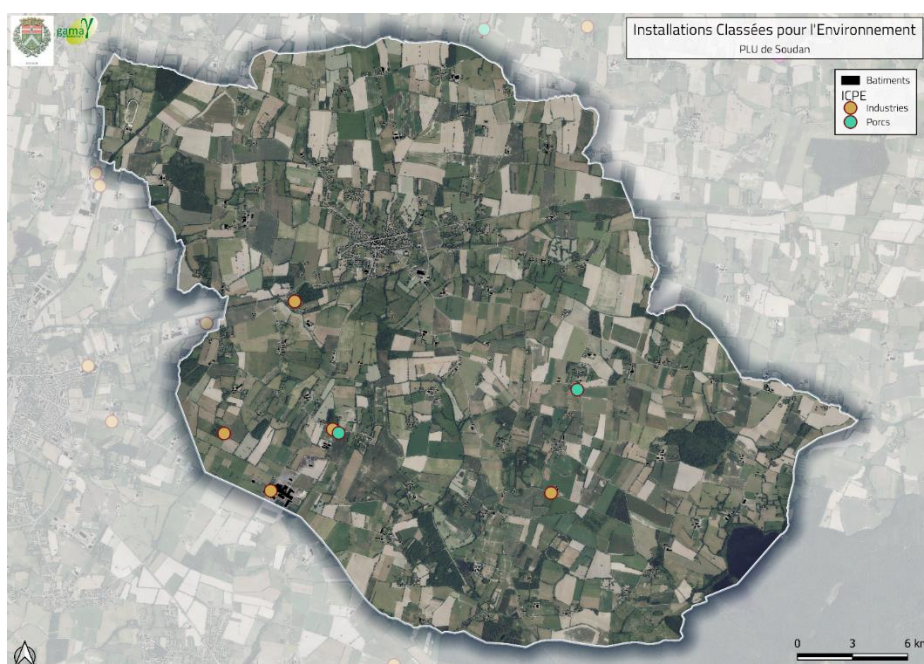 gama
Installations Classées pour l'Environnement
PLU de Soudan
Batiments
ICPE
Industries
Porcs
0 3 6 km